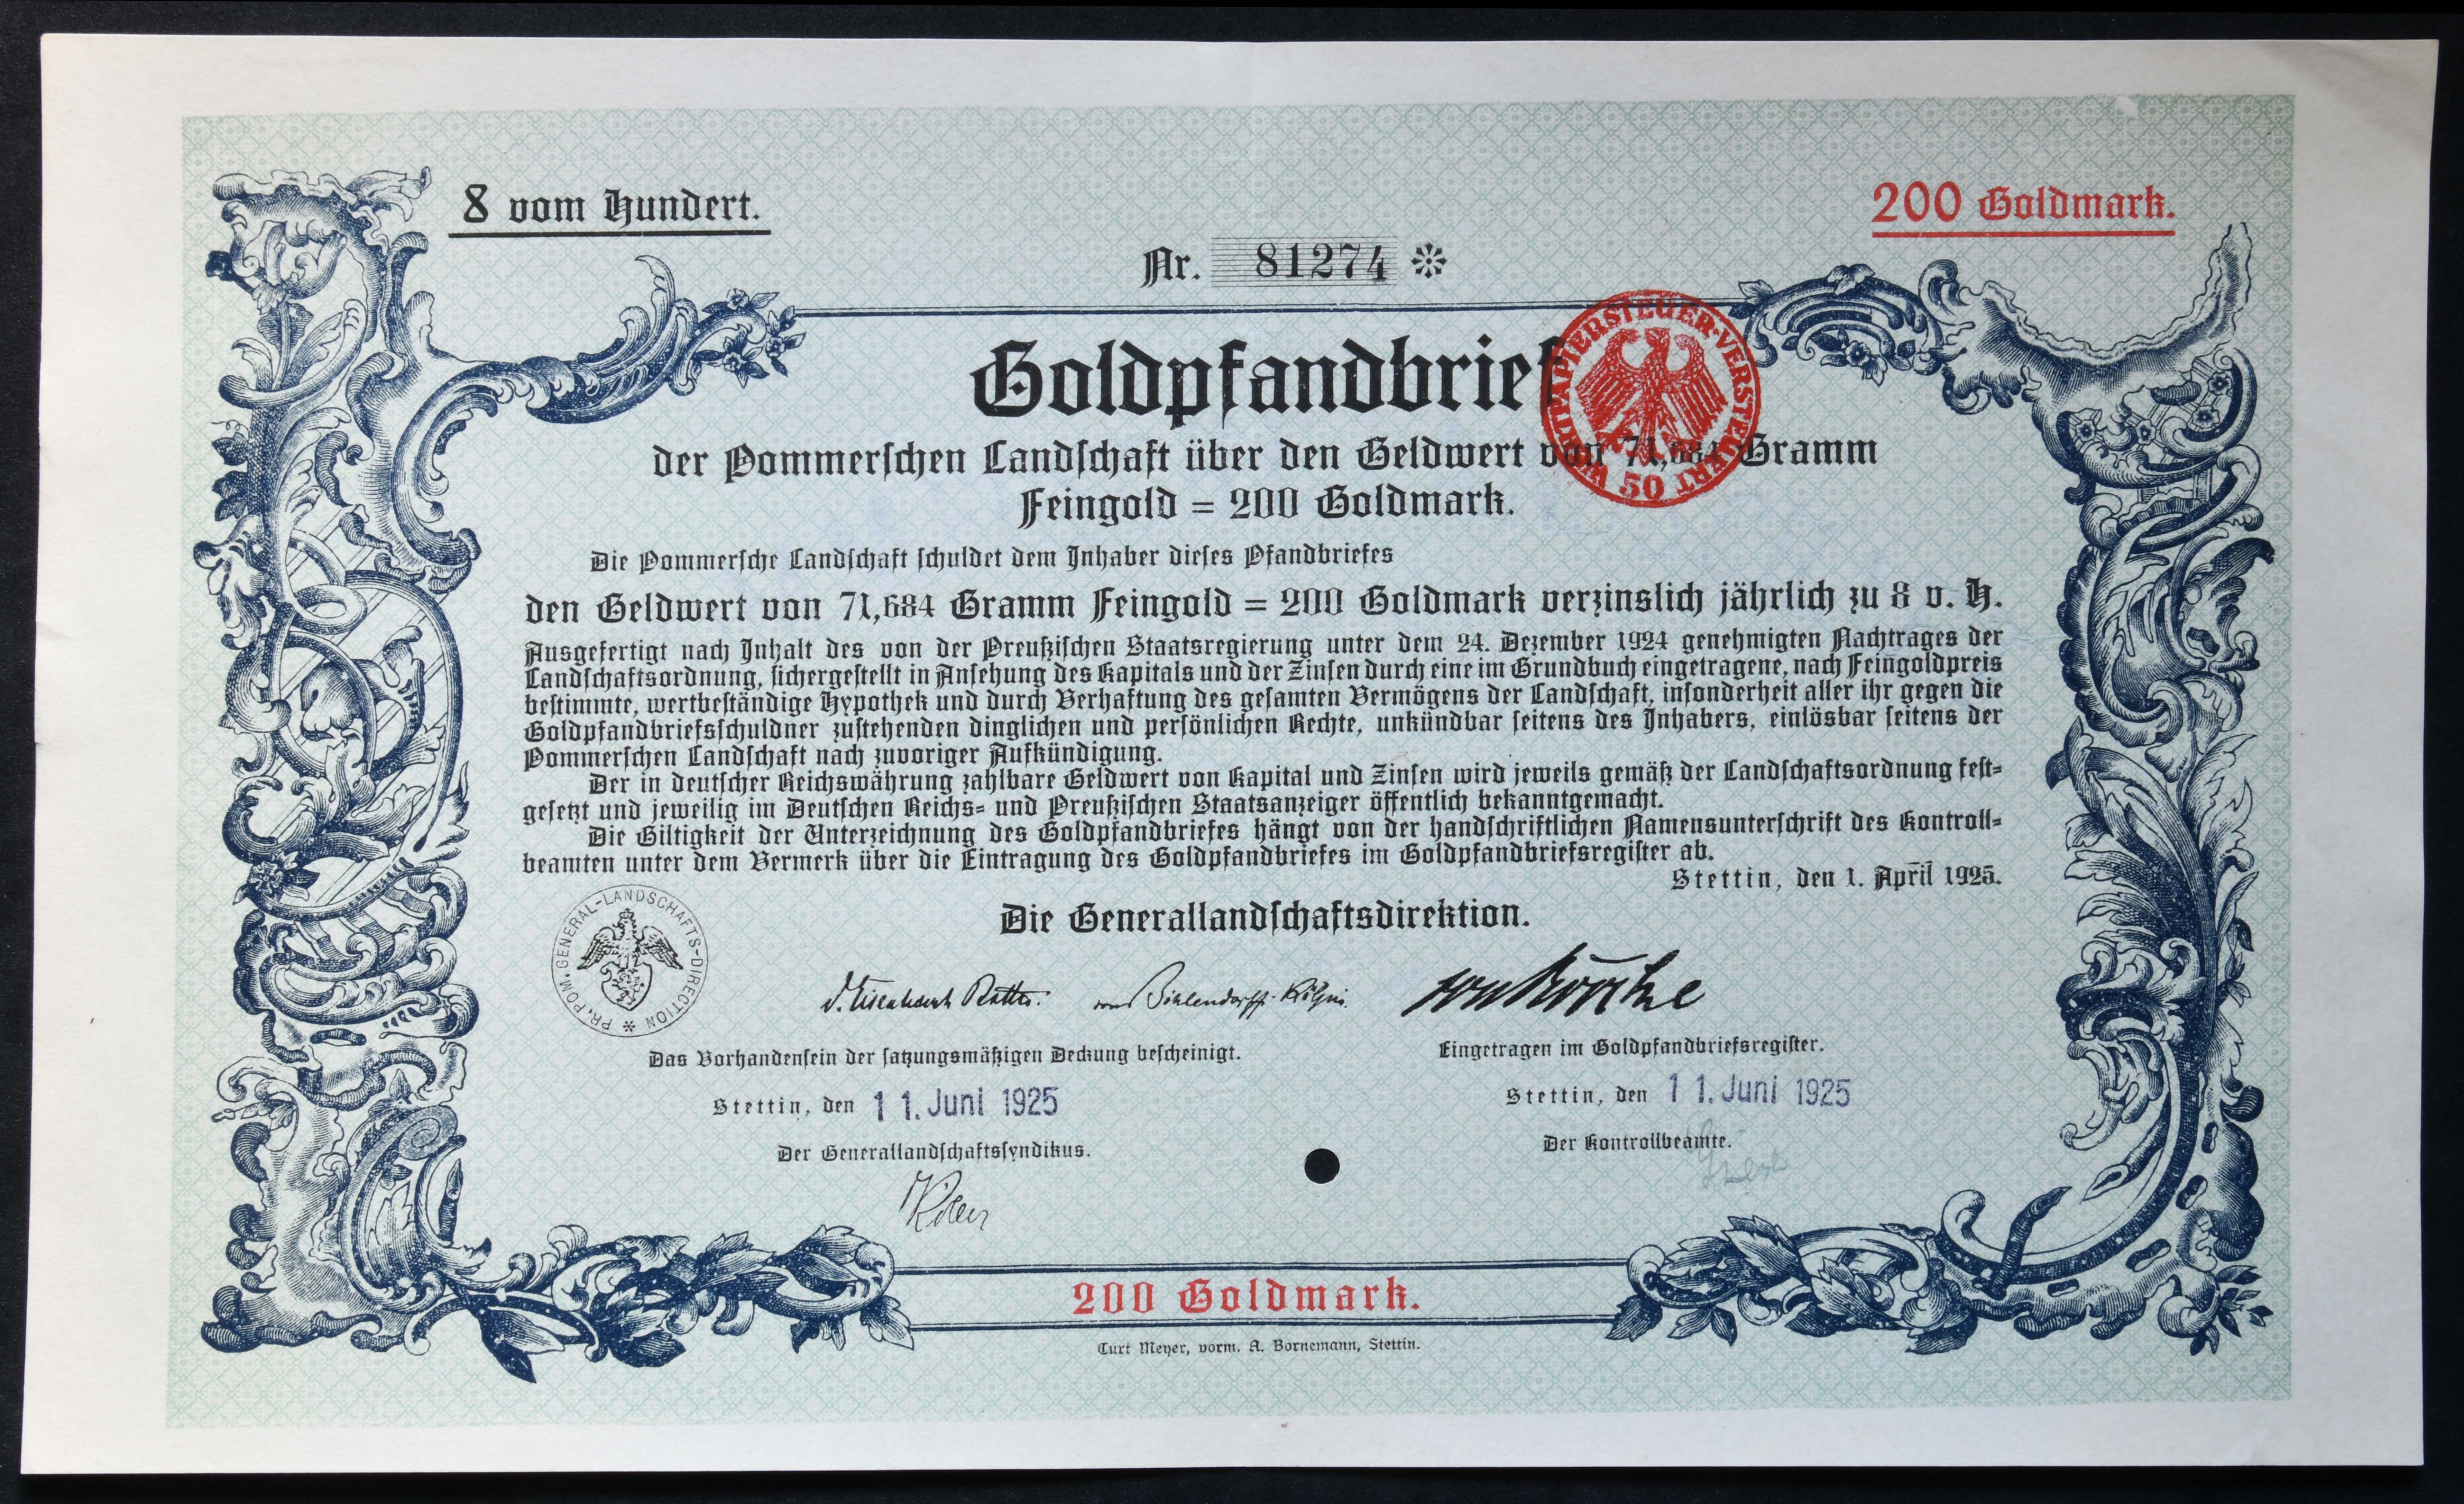 8 vom Hundert.
200 Goldmark.
Nr. 81274
Goldpfandbrief
WERTPAPIERSTEUER-VERSTEUERT
50
der Pommerſchen Landſchaft über den Geldwert von 71,684 Gramm
Feingold = 200 Goldmark.
Die Pommerſche Landſchaft ſchuldet dem Inhaber dieſes Pfandbriefes
den Geldwert von 71,684 Gramm Feingold = 200 Goldmark verzinslich jährlich zu 8 v. H.
Ausgefertigt nach Inhalt des von der Preußiſchen Staatsregierung unter dem 24. Dezember 1924 genehmigten Nachtrages der
Landſchaftsordnung, ſichergeſtellt in Anſehung des Kapitals und der Zinſen durch eine im Grundbuch eingetragene, nach Feingoldpreis
beſtimmte, wertbeſtändige Hypothek und durch Verhaftung des geſamten Vermögens der Landſchaft, inſonderheit aller ihr gegen die
Goldpfandbriefsſchuldner zuſtehenden dinglichen und perſönlichen Rechte, unkündbar ſeitens des Inhabers, einlösbar ſeitens der
Pommerſchen Landſchaft nach zuvoriger Aufkündigung.
Der in deutſcher Reichswährung zahlbare Geldwert von Kapital und Zinſen wird jeweils gemäß der Landſchaftsordnung feſt-
geſetzt und jeweilig im Deutſchen Reichs- und Preußiſchen Staatsanzeiger öffentlich bekanntgemacht.
Die Giltigkeit der Unterzeichnung des Goldpfandbriefes hängt von der handſchriftlichen Namensunterſchrift des Kontroll-
beamten unter dem Vermerk über die Eintragung des Goldpfandbriefes im Goldpfandbriefsregiſter ab.
Stettin, den 1. April 1925.
Die Generallandſchaftsdirektion.
PR. POM. GENERAL-LANDSCHAFTS-DIRECTION
Das Vorhandenſein der ſatzungsmäßigen Deckung beſcheinigt.
Eingetragen im Goldpfandbriefsregiſter.
Stettin, den 11. Juni 1925
Stettin, den 11. Juni 1925
Der Generallandſchaftsſyndikus.
Der Kontrollbeamte.
200 Goldmark.
Curt Meyer, vorm. A. Bornemann, Stettin.